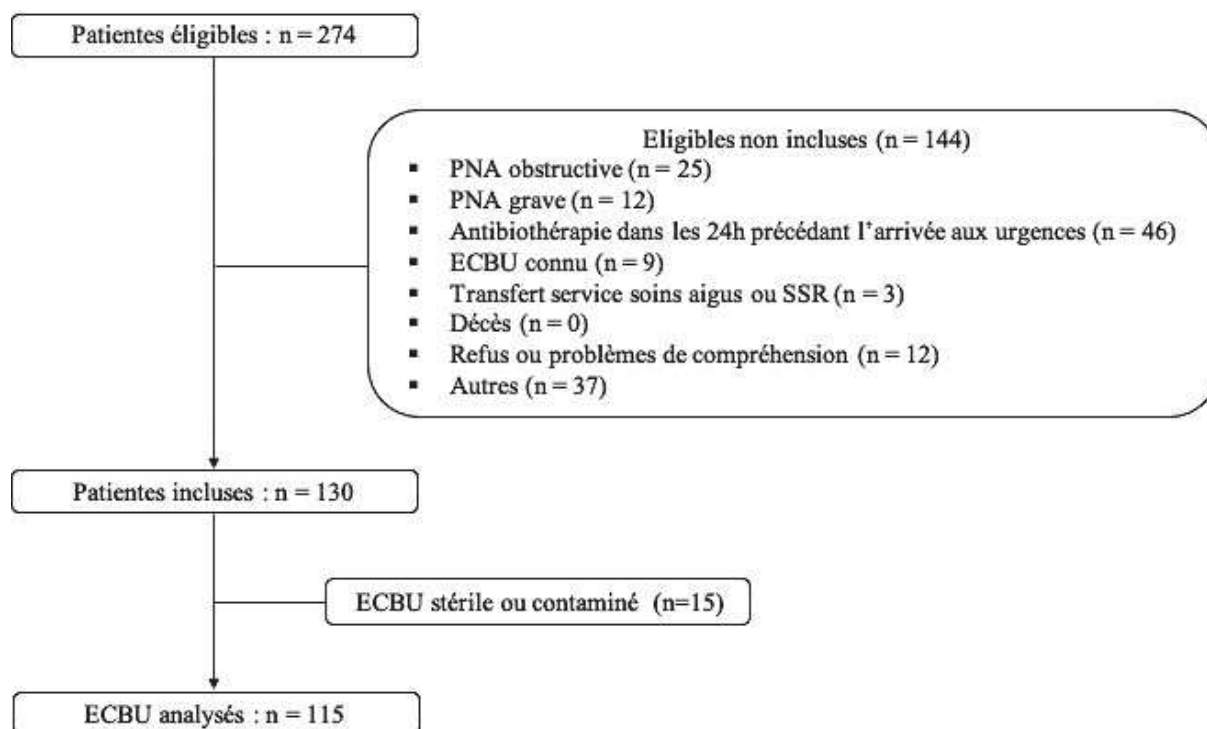 Patientes éligibles : n = 274
Eligibles non incluses (n = 144)
▪ PNA obstructive (n = 25)
▪ PNA grave (n = 12)
▪ Antibiothérapie dans les 24h précédant l'arrivée aux urgences (n = 46)
▪ ECBU connu (n = 9)
▪ Transfert service soins aigus ou SSR (n = 3)
▪ Décès (n = 0)
▪ Refus ou problèmes de compréhension (n = 12)
▪ Autres (n = 37)
Patientes incluses : n = 130
ECBU stérile ou contaminé (n=15)
ECBU analysés : n = 115